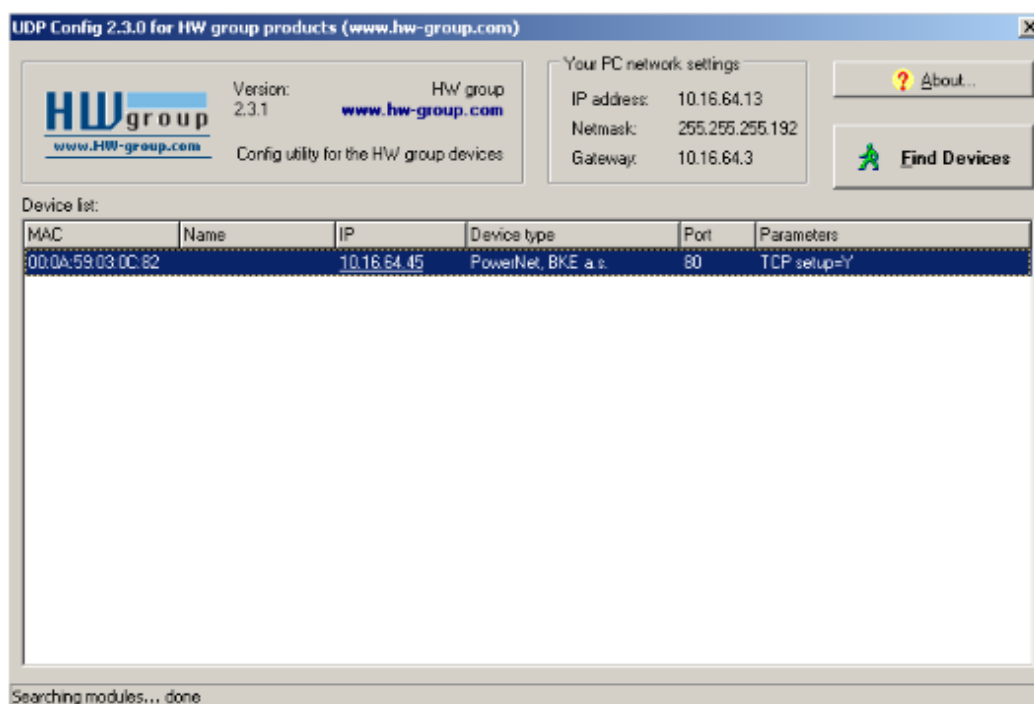 UDP Config 2.3.0 for HW group products (www.hw-group.com)
HW group
www.HW-group.com
Version:
2.3.1
HW group
www.hw-group.com
Config utility for the HW group devices
Your PC network settings
IP address: 10.16.64.13
Netmask: 255.255.255.192
Gateway: 10.16.64.3
? About...
Find Devices
Device list:
MAC Name IP Device type Port Parameters
00:0A:59:03:0C:82 10.16.64.45 PowerNet, BKE a.s. 80 TCP setup=Y
Searching modules... done